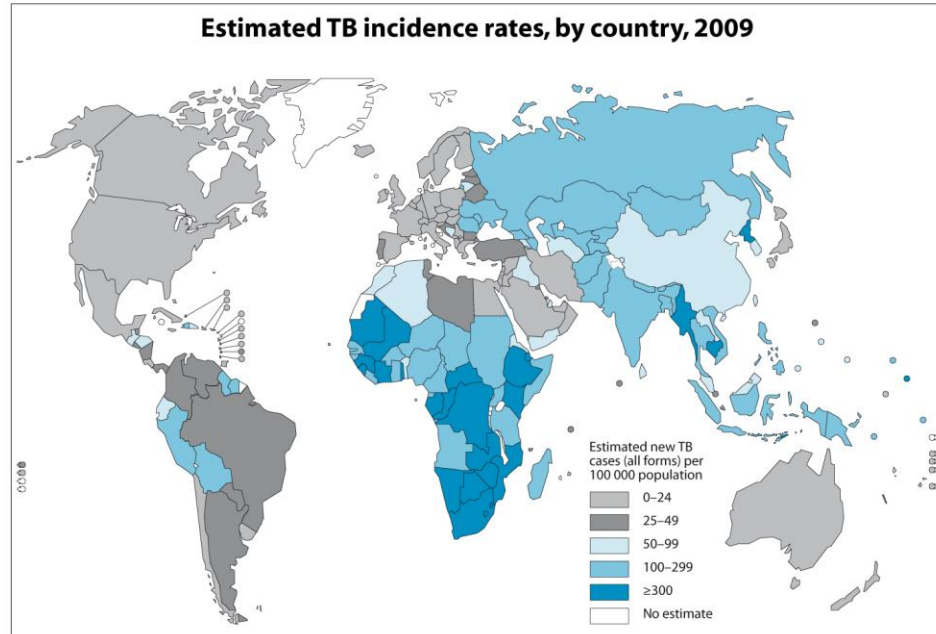 Estimated TB incidence rates, by country, 2009
Estimated new TB
cases (all forms) per
100 000 population
0–24
25–49
50–99
100–299
≥300
No estimate